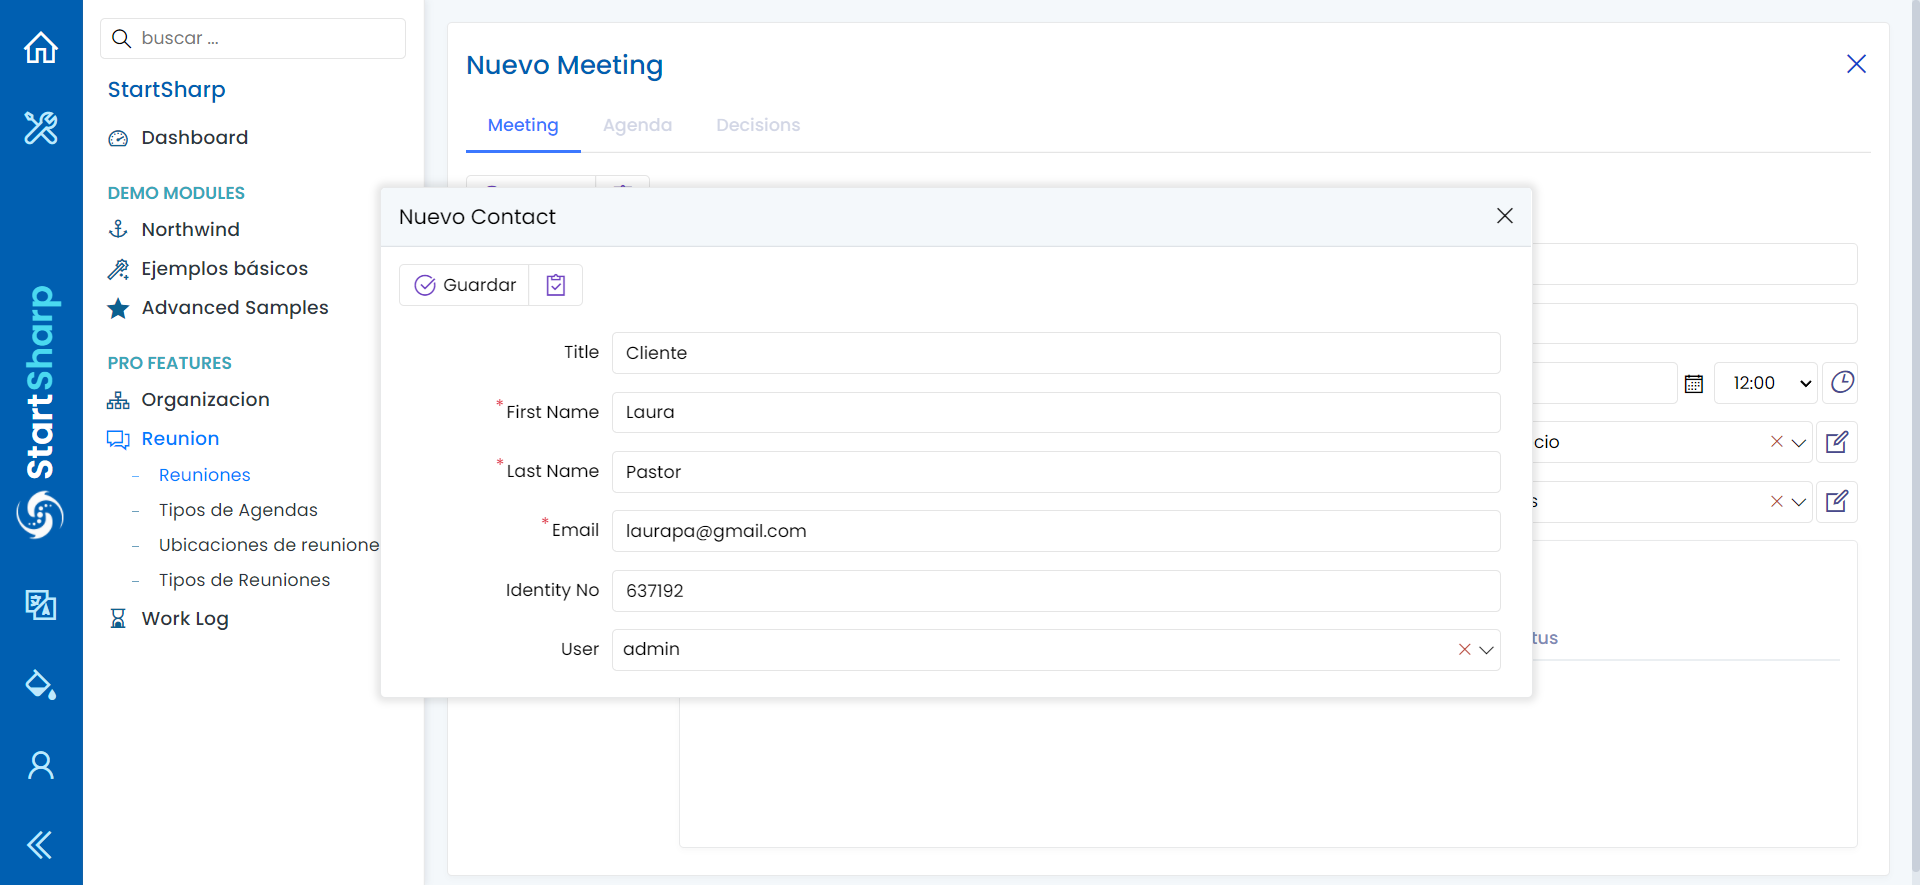 buscar ...
StartSharp
Dashboard
DEMO MODULES
Northwind
Ejemplos básicos
Advanced Samples
PRO FEATURES
Organizacion
Reunion
Reuniones
Tipos de Agendas
Ubicaciones de reunione
Tipos de Reuniones
Work Log
StartSharp
Nuevo Meeting
Meeting
Agenda
Decisions
12:00
cio
s
tus
Nuevo Contact
Guardar
Title
Cliente
*First Name
Laura
*Last Name
Pastor
*Email
laurapa@gmail.com
Identity No
637192
User
admin